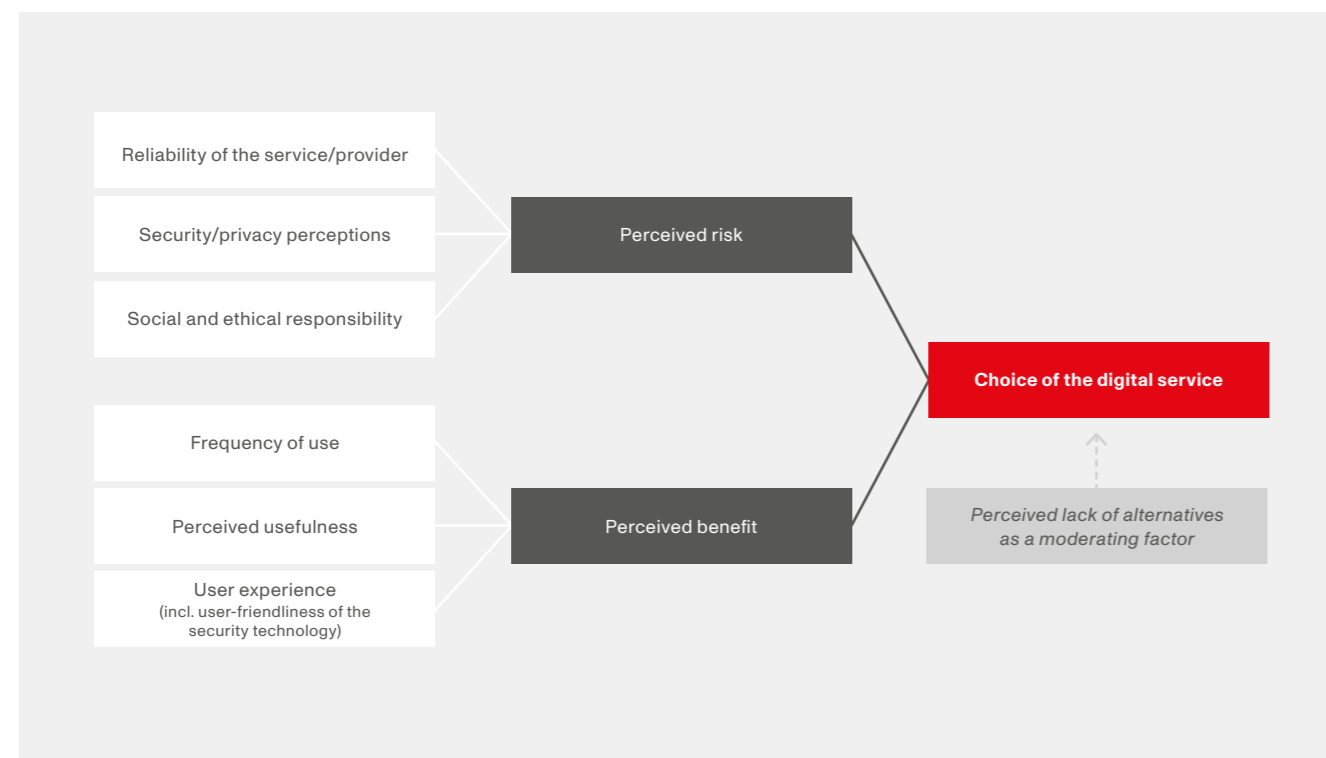 Reliability of the service/provider
Security/privacy perceptions
Social and ethical responsibility
Perceived risk
Frequency of use
Perceived usefulness
User experience
(incl. user-friendliness of the
security technology)
Perceived benefit
Choice of the digital service
Perceived lack of alternatives
as a moderating factor